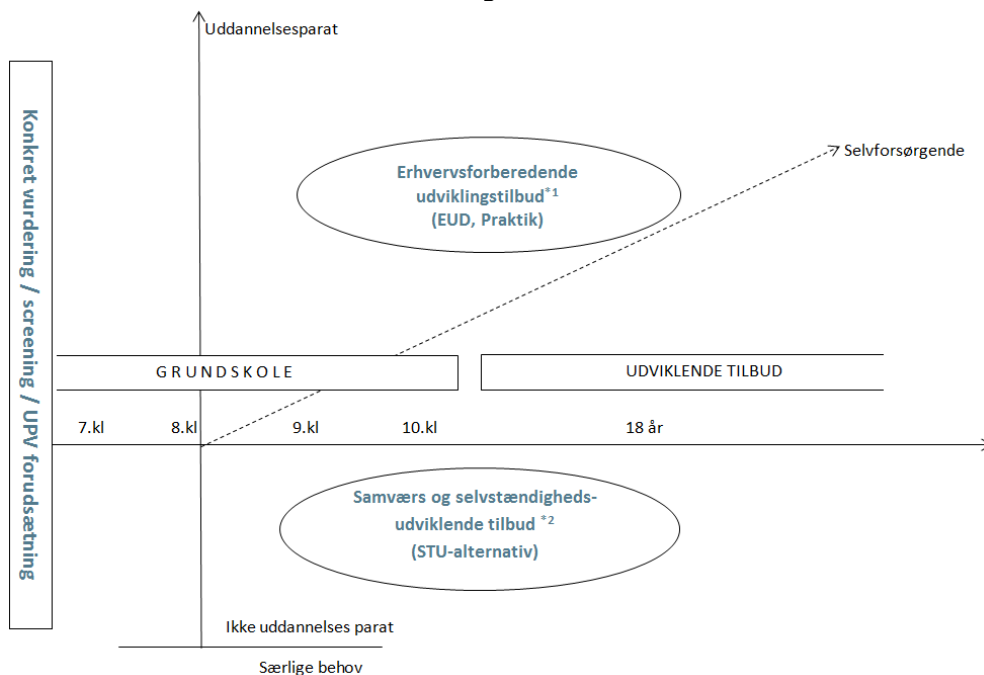 Uddannelsesparat
Konkret vurdering / screening / UPV forudsætning
Selvforsørgende
Erhvervsforberedende
udviklingstilbud*1
(EUD, Praktik)
GRUNDSKOLE
UDVIKLENDE TILBUD
7.kl
8.kl
9.kl
10.kl
18 år
Samværs og selvstændigheds-
udviklende tilbud *2
(STU-alternativ)
Ikke uddannelses parat
Særlige behov